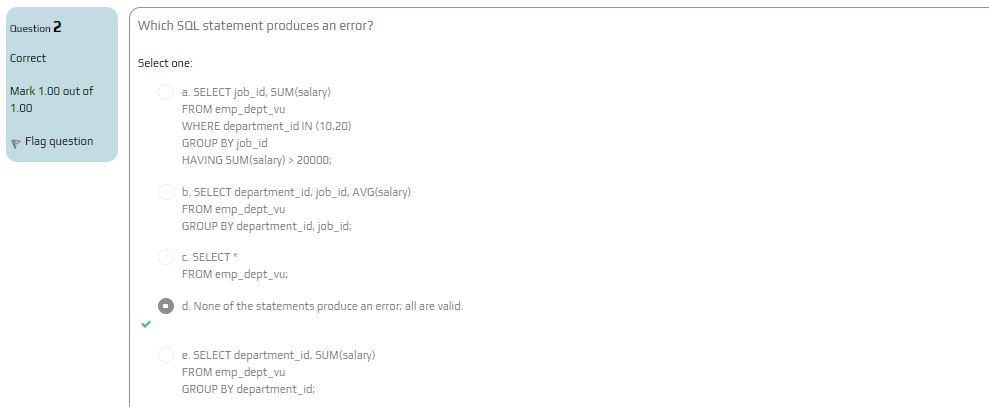 Question 2
Correct
Mark 1.00 out of
1.00
Flag question
Which SQL statement produces an error?
Select one:
a. SELECT job_id, SUM(salary)
FROM emp_dept_vu
WHERE department_id IN (10,20)
GROUP BY job_id
HAVING SUM(salary) > 20000;
b. SELECT department_id, job_id, AVG(salary)
FROM emp_dept_vu
GROUP BY department_id, job_id;
c. SELECT *
FROM emp_dept_vu;
d. None of the statements produce an error; all are valid.
e. SELECT department_id, SUM(salary)
FROM emp_dept_vu
GROUP BY department_id;